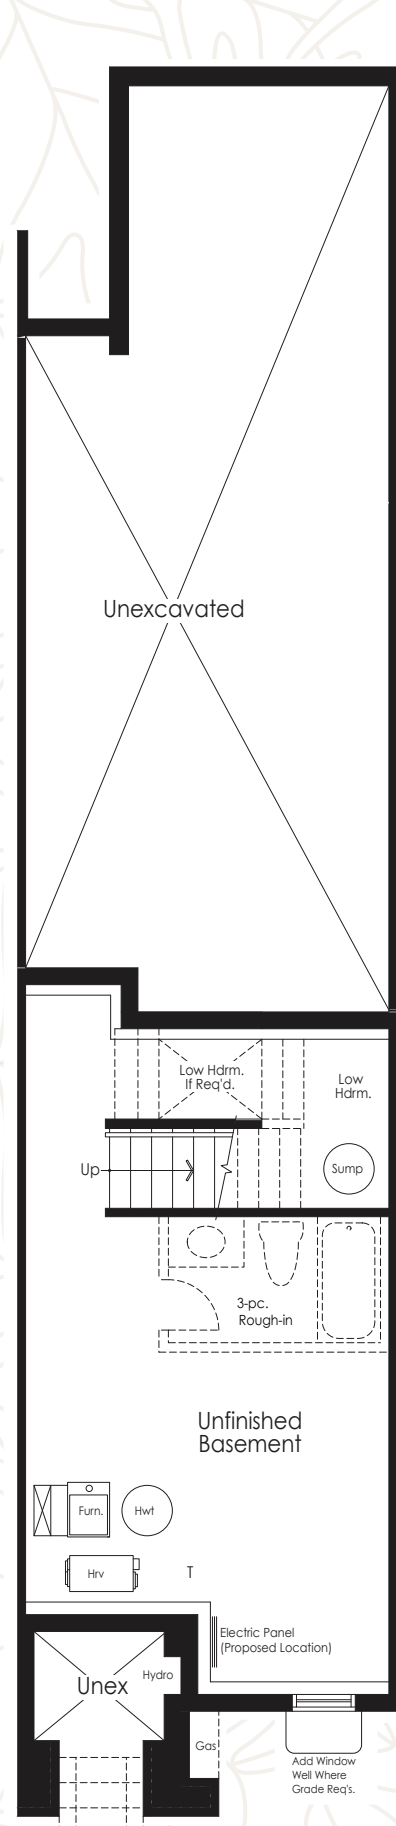 Unexcavated
Low Hdrm.
If Req'd.
Low
Hdrm.
Up
Sump
3-pc.
Rough-in
Unfinished
Basement
Furn.
Hwt
Hrv
T
Electric Panel
(Proposed Location)
Hydro
Unex
Gas
Add Window
Well Where
Grade Req's.